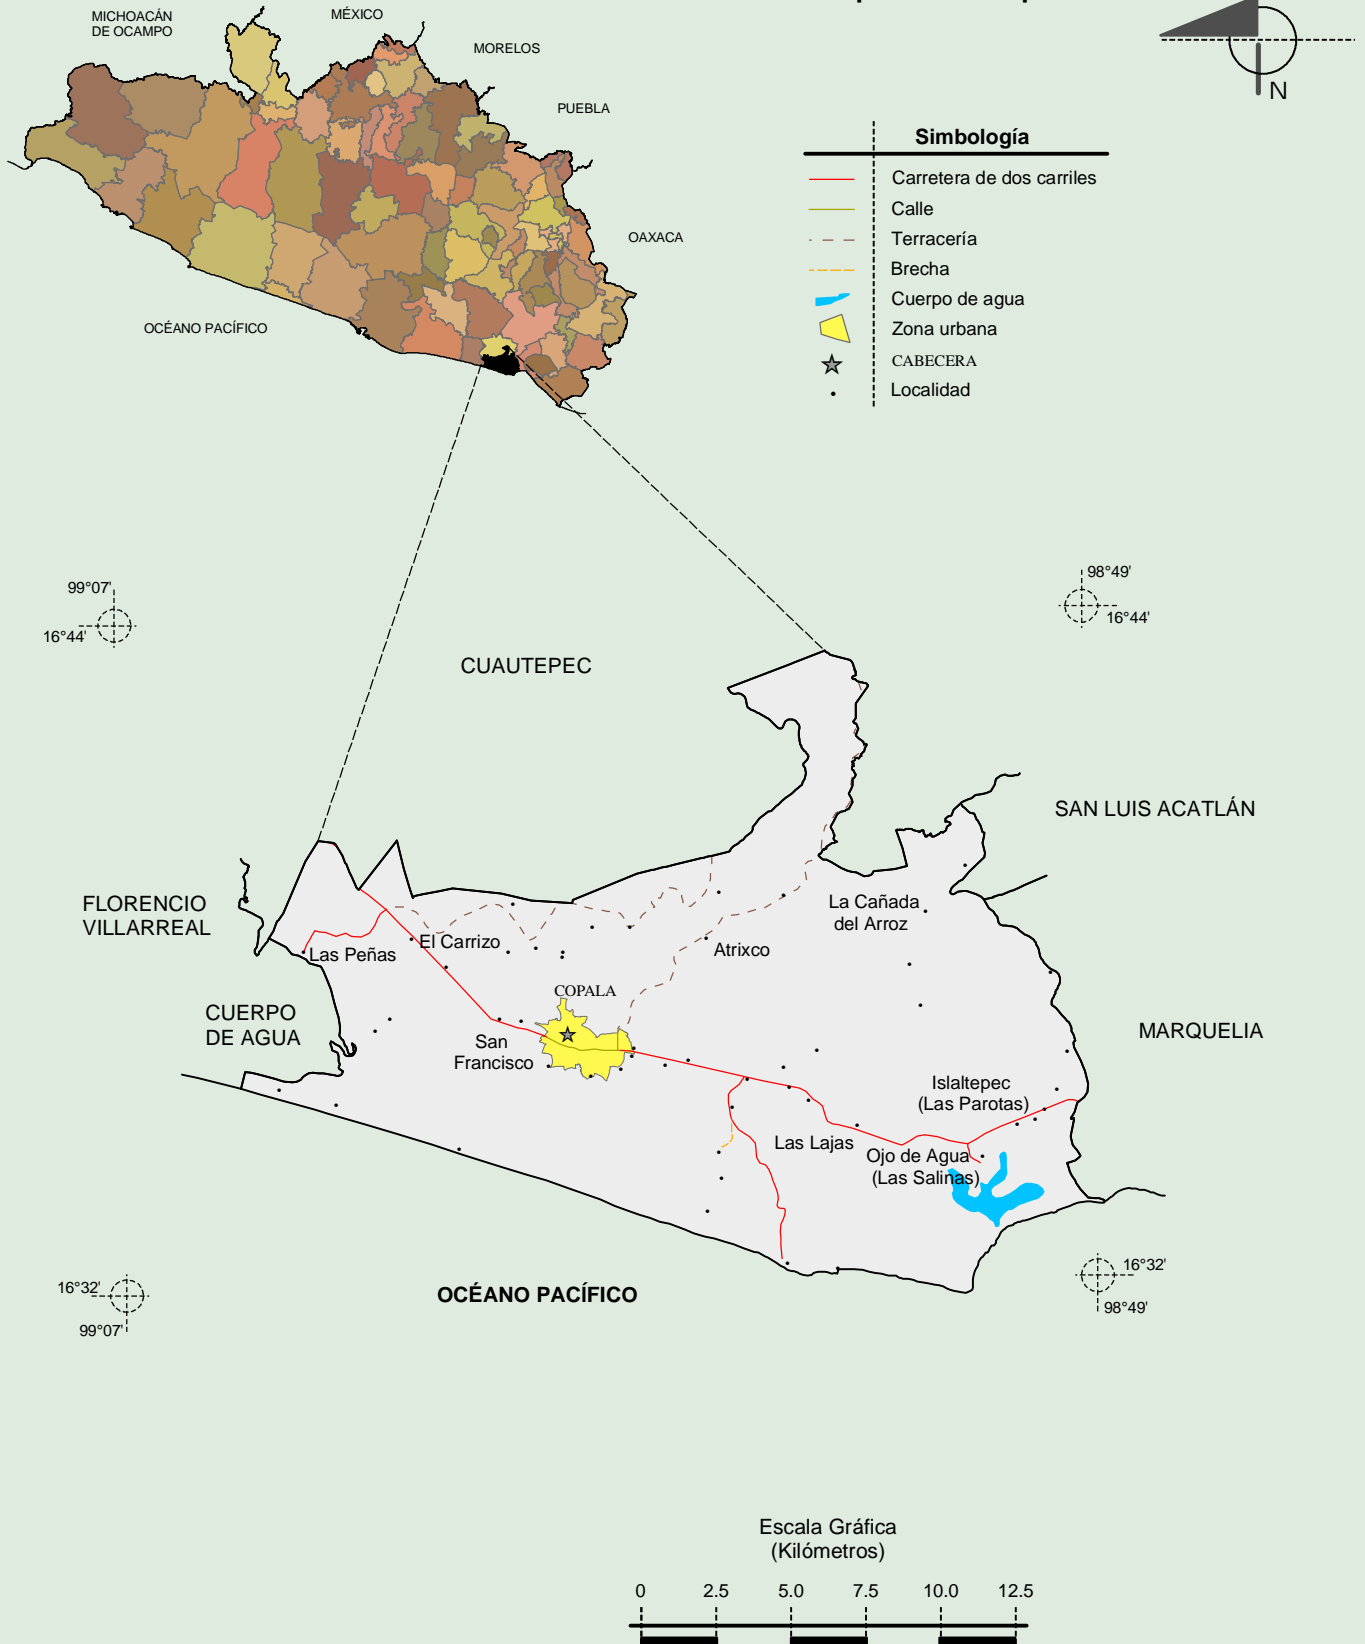 MICHOACÁN
DE OCAMPO
MÉXICO
MORELOS
PUEBLA
OAXACA
OCÉANO PACÍFICO
N
Simbología
Carretera de dos carriles
Calle
Terracería
Brecha
Cuerpo de agua
Zona urbana
CABECERA
Localidad
99°07'
16°44'
98°49'
16°44'
CUAUTEPEC
SAN LUIS ACATLÁN
FLORENCIO
VILLARREAL
La Cañada
del Arroz
El Carrizo
Las Peñas
Atrixco
COPALA
CUERPO
DE AGUA
San
Francisco
MARQUELIA
Islaltepec
(Las Parotas)
Las Lajas
Ojo de Agua
(Las Salinas)
16°32'
99°07'
OCÉANO PACÍFICO
16°32'
98°49'
Escala Gráfica
(Kilómetros)
0 2.5 5.0 7.5 10.0 12.5